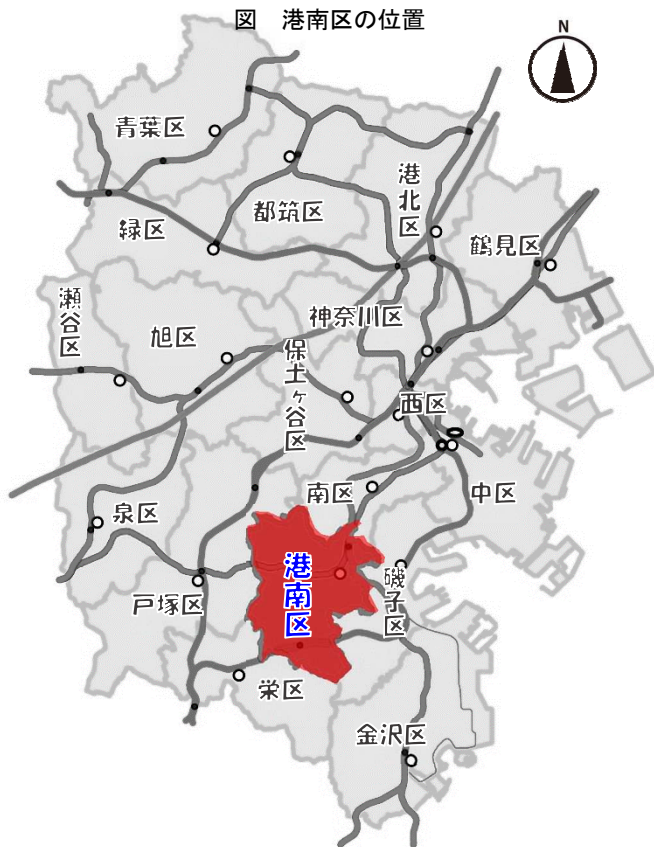 図 港南区の位置
N
青葉区
港北区
都筑区
緑区
鶴見区
瀬谷区
神奈川区
旭区
保土ヶ谷区
西区
南区
中区
泉区
港南区
磯子区
戸塚区
栄区
金沢区